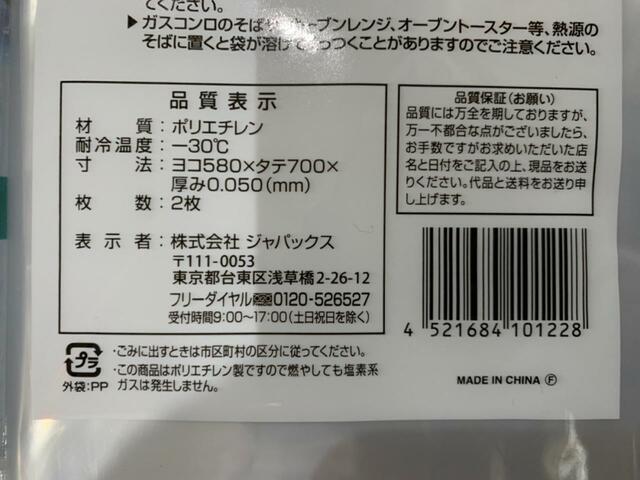 てください。
▶ガスコンロのそばや、オーブンレンジ、オーブントースター等、熱源の
そばに置くと袋が溶けてくっつくことがありますのでご注意ください。
品質表示
材質：ポリエチレン
耐冷温度：－30℃
寸法：ヨコ580×タテ700×
厚み0.050(mm)
枚数：2枚
表示者：株式会社 ジャパックス
〒111-0053
東京都台東区浅草橋2-26-12
フリーダイヤル 0120-526527
受付時間9:00〜17:00(土日祝日を除く)
品質保証(お願い)
品質には万全を期しておりますが、
万一不都合な点がございましたら、
お手数ですがお求めいただいた店
名と日付をご記入の上、現品をお送
りください。代品と送料をお送り申
し上げます。
4 521684 101228
プラ
外袋:PP
・ごみに出すときは市区町村の区分に従ってください。
・この商品はポリエチレン製ですので燃やしても塩素系
ガスは発生しません。
MADE IN CHINA Ⓕ